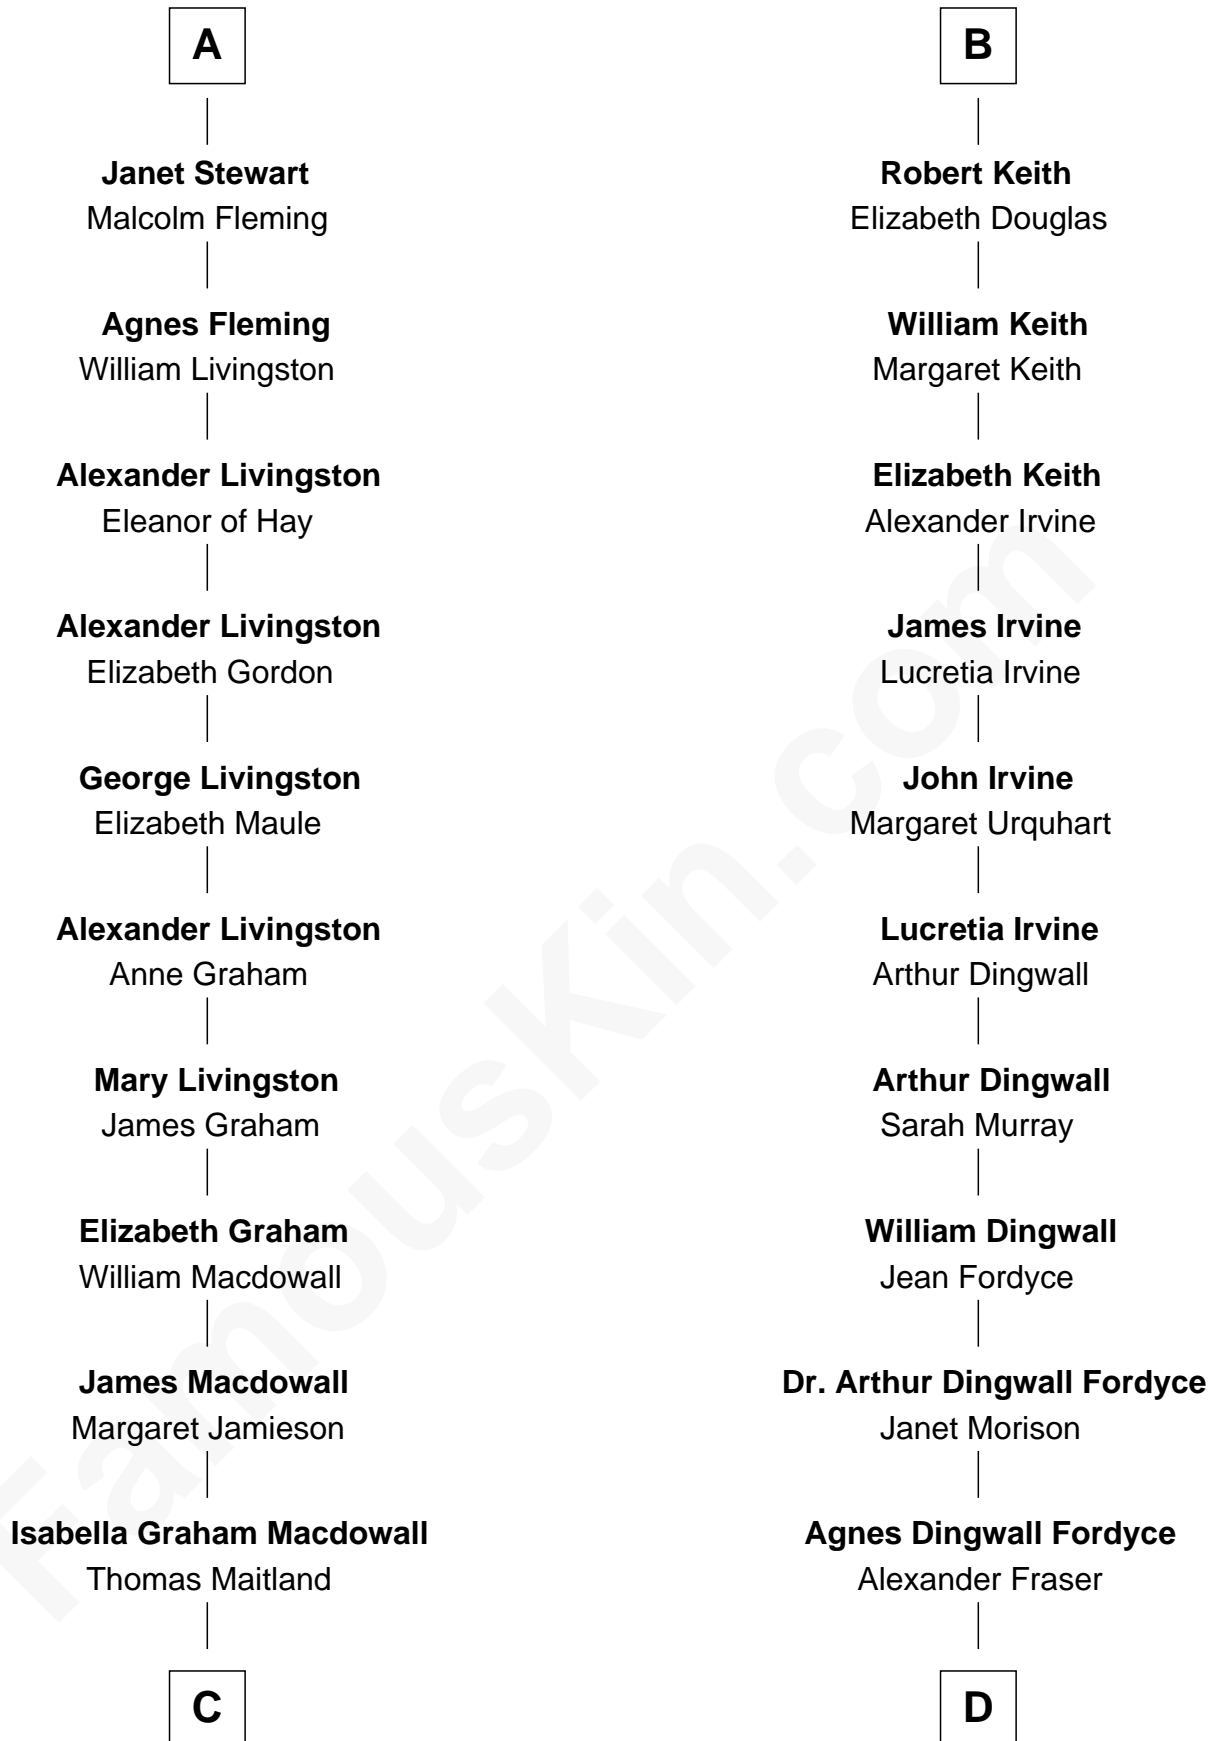 A
Janet Stewart
Malcolm Fleming
Agnes Fleming
William Livingston
Alexander Livingston
Eleanor of Hay
Alexander Livingston
Elizabeth Gordon
George Livingston
Elizabeth Maule
Alexander Livingston
Anne Graham
Mary Livingston
James Graham
Elizabeth Graham
William Macdowall
James Macdowall
Margaret Jamieson
Isabella Graham Macdowall
Thomas Maitland
C
B
Robert Keith
Elizabeth Douglas
William Keith
Margaret Keith
Elizabeth Keith
Alexander Irvine
James Irvine
Lucretia Irvine
John Irvine
Margaret Urquhart
Lucretia Irvine
Arthur Dingwall
Arthur Dingwall
Sarah Murray
William Dingwall
Jean Fordyce
Dr. Arthur Dingwall Fordyce
Janet Morison
Agnes Dingwall Fordyce
Alexander Fraser
D
FamousKin.com